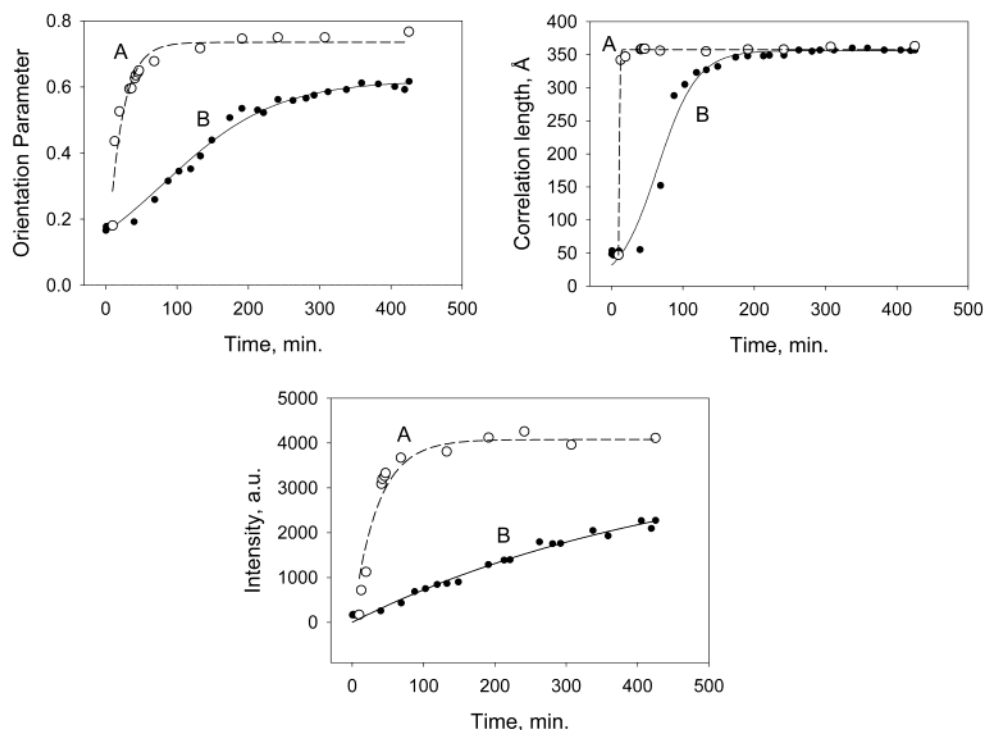 0.8
0.6
0.4
0.2
0.0
Orientation Parameter
A
B
0 100 200 300 400 500
Time, min.
400
350
300
250
200
150
100
50
0
Correlation length, Å
A
B
0 100 200 300 400 500
Time, min.
5000
4000
3000
2000
1000
0
Intensity, a.u.
A
B
0 100 200 300 400 500
Time, min.